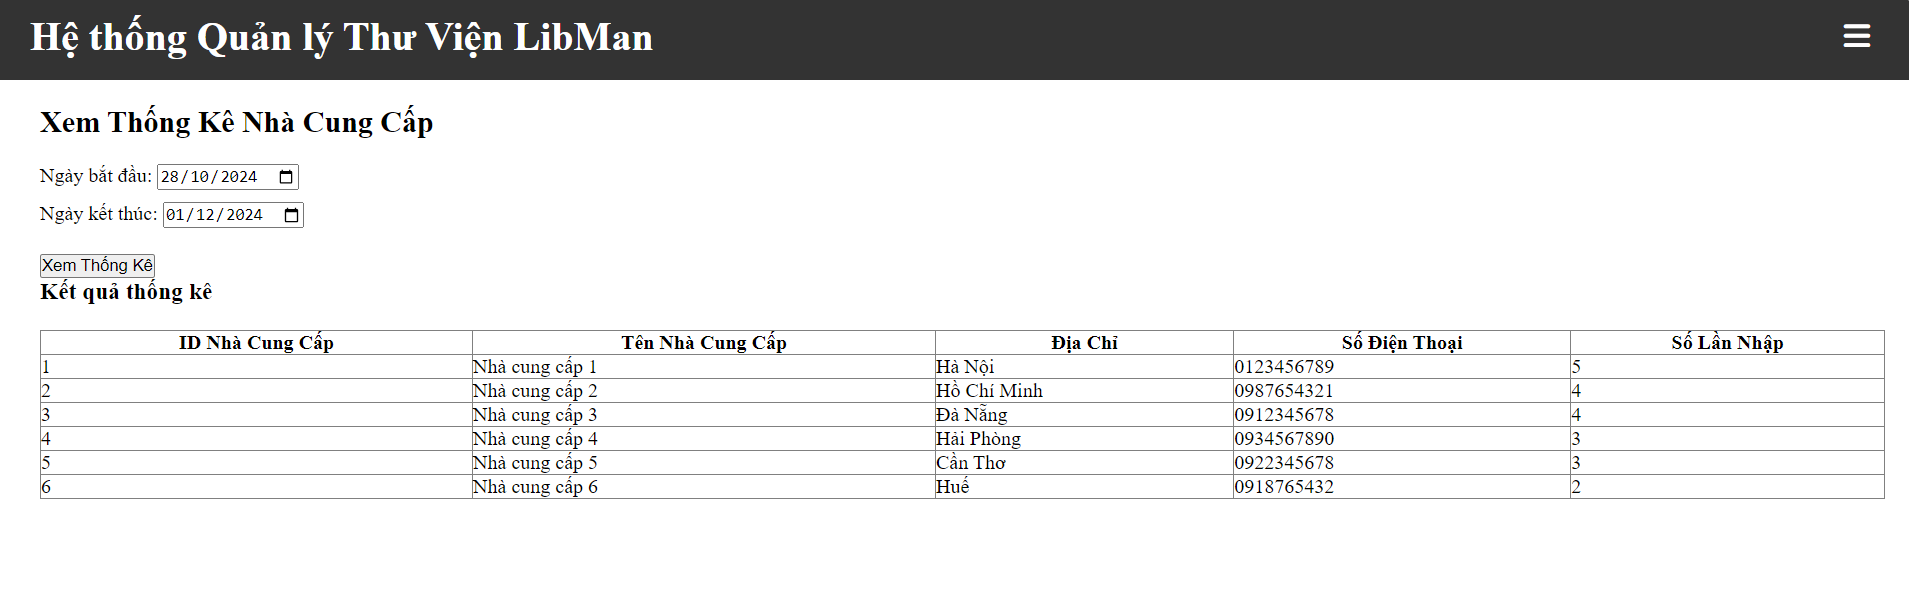 Hệ thống Quản lý Thư Viện LibMan
Xem Thống Kê Nhà Cung Cấp
Ngày bắt đầu: 28/10/2024
Ngày kết thúc: 01/12/2024
Xem Thống Kê
Kết quả thống kê
ID Nhà Cung Cấp Tên Nhà Cung Cấp Địa Chỉ Số Điện Thoại Số Lần Nhập
1 Nhà cung cấp 1 Hà Nội 0123456789 5
2 Nhà cung cấp 2 Hồ Chí Minh 0987654321 4
3 Nhà cung cấp 3 Đà Nẵng 0912345678 4
4 Nhà cung cấp 4 Hải Phòng 0934567890 3
5 Nhà cung cấp 5 Cần Thơ 0922345678 3
6 Nhà cung cấp 6 Huế 0918765432 2